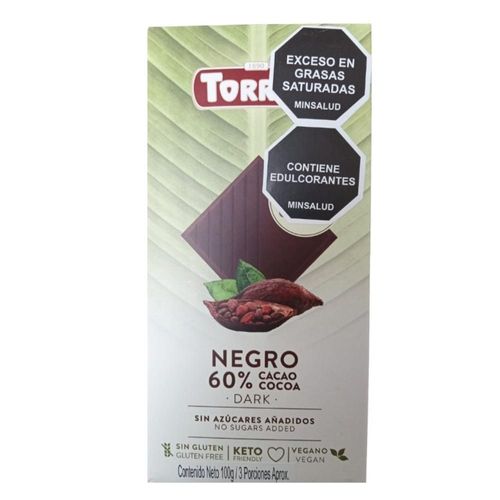 1890
TORR
EXCESO EN
GRASAS
SATURADAS
MINSALUD
CONTIENE
EDULCORANTES
MINSALUD
NEGRO
60% CACAO
COCOA
· DARK ·
SIN AZÚCARES AÑADIDOS
NO SUGARS ADDED
SIN GLUTEN
GLUTEN FREE
KETO
FRIENDLY
VEGANO
VEGAN
Contenido Neto 100g / 3 Porciones Aprox.